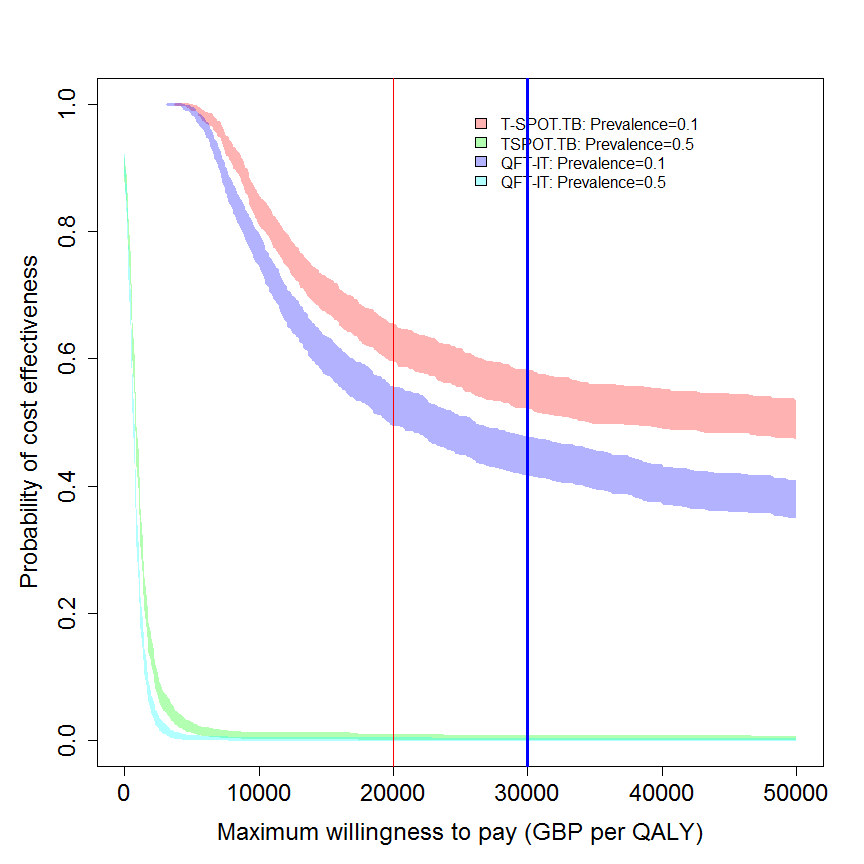 1.0
0.8
0.6
0.4
0.2
0.0
Probability of cost effectiveness
T-SPOT.TB: Prevalence=0.1
TSPOT.TB: Prevalence=0.5
QFT-IT: Prevalence=0.1
QFT-IT: Prevalence=0.5
0 10000 20000 30000 40000 50000
Maximum willingness to pay (GBP per QALY)